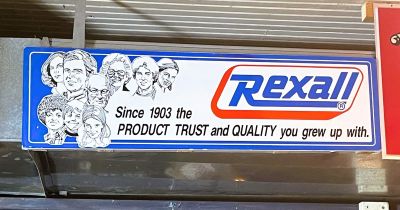 Rexall®
Since 1903 the
PRODUCT TRUST and QUALITY you grew up with.